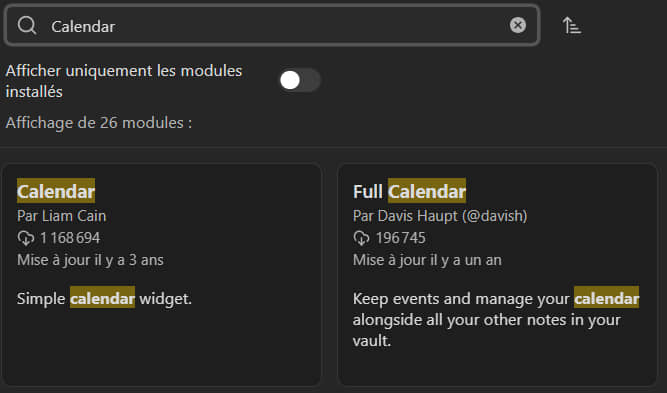 Calendar
Afficher uniquement les modules
installés
Affichage de 26 modules :
Calendar
Par Liam Cain
1 168 694
Mise à jour il y a 3 ans
Simple calendar widget.
Full Calendar
Par Davis Haupt (@davish)
196 745
Mise à jour il y a un an
Keep events and manage your calendar
alongside all your other notes in your
vault.